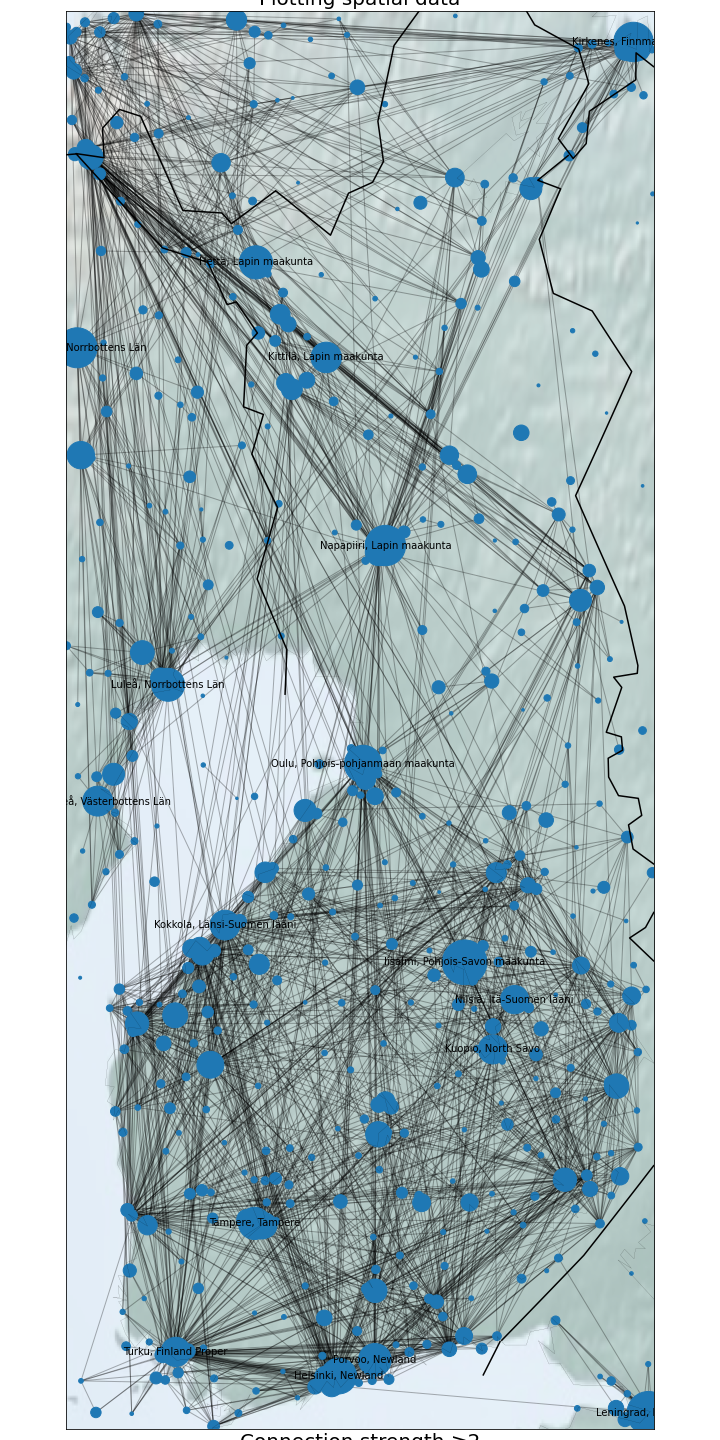 Plotting spatial data
Kirkenes, Finnma
Hetta, Lapin maakunta
Norrbottens Län
Kittilä, Lapin maakunta
Napapiiri, Lapin maakunta
Luleå, Norrbottens Län
Oulu, Pohjois-pohjanmaan maakunta
eå, Västerbottens Län
Kokkola, Länsi-Suomen lääni
Iisalmi, Pohjois-Savon maakunta
Nilsiä, Itä-Suomen lääni
Kuopio, North Savo
Tampere, Tampere
Turku, Finland Proper
Porvoo, Newland
Helsinki, Newland
Leningrad, l
Connection strength ≥2